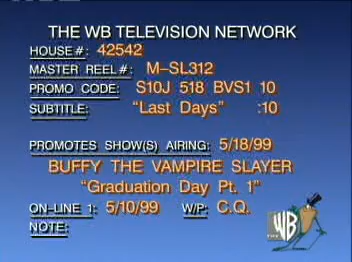 THE WB TELEVISION NETWORK
HOUSE#: 42542
MASTER REEL#: M-SL312
PROMO CODE: S10J 518 BVS1 10
SUBTITLE: "Last Days" :10
PROMOTES SHOW(S) AIRING: 5/18/99
BUFFY THE VAMPIRE SLAYER
"Graduation Day Pt. 1"
ON-LINE 1: 5/10/99 W/P: C.Q.
NOTE:
THE WB